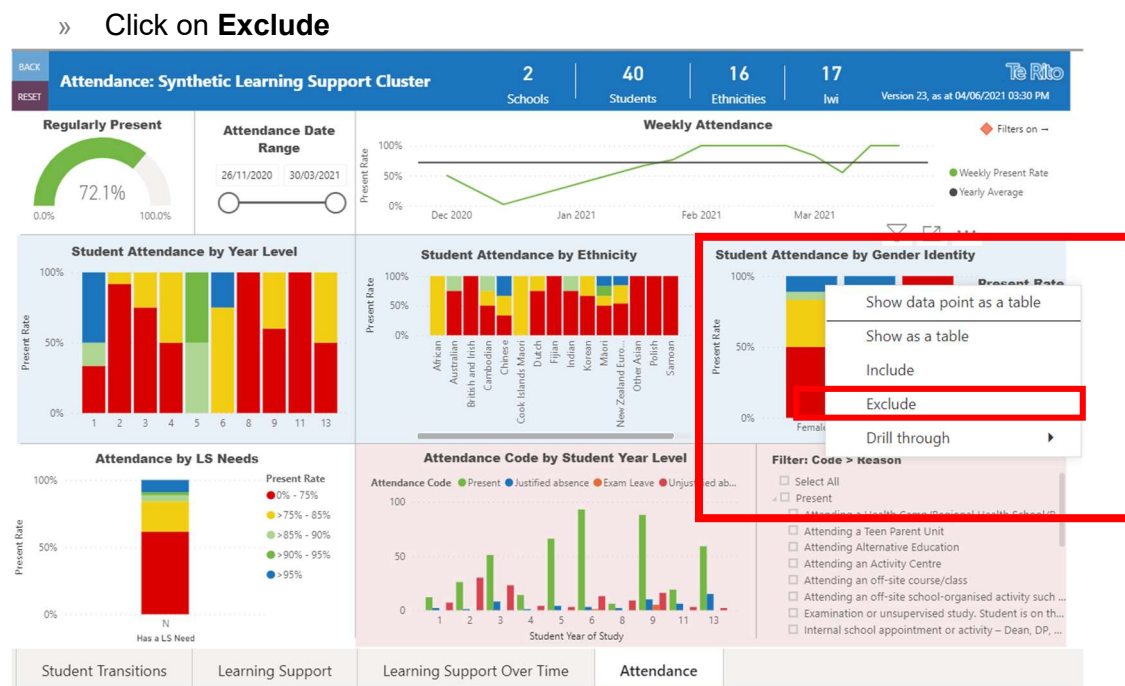 » Click on Exclude
BACK
RESET
Attendance: Synthetic Learning Support Cluster
2
Schools
40
Students
16
Ethnicities
17
Iwi
Te Rito
Version 23, as at 04/06/2021 03:30 PM
Regularly Present
72.1%
0.0%
100.0%
Attendance Date
Range
26/11/2020
30/03/2021
Weekly Attendance
Filters on →
Present Rate
100%
50%
0%
Dec 2020
Jan 2021
Feb 2021
Mar 2021
Weekly Present Rate
Yearly Average
Student Attendance by Year Level
Present Rate
100%
50%
0%
1 2 3 4 5 6 8 9 11 13
Student Attendance by Ethnicity
Present Rate
100%
50%
0%
African
Australian
British and Irish
Cambodian
Chinese
Cook Islands Maori
Dutch
Fijian
Indian
Korean
Māori
New Zealand Euro...
Other Asian
Polish
Samoan
Student Attendance by Gender Identity
Present Rate
100%
50%
0%
Female
Present Rate
Show data point as a table
Show as a table
Include
Exclude
Drill through
Attendance by LS Needs
Present Rate
100%
50%
0%
N
Has a LS Need
Present Rate
0% - 75%
>75% - 85%
>85% - 90%
>90% - 95%
>95%
Attendance Code by Student Year Level
Attendance Code Present Justified absence Exam Leave Unjustified ab...
100
50
0
1 2 3 4 5 6 8 9 11 13
Student Year of Study
Filter: Code > Reason
Select All
Present
Attending a Health Camp/Regional Health School/R
Attending a Teen Parent Unit
Attending Alternative Education
Attending an Activity Centre
Attending an off-site course/class
Attending an off-site school-organised activity such ...
Examination or unsupervised study. Student is on th...
Internal school appointment or activity – Dean, DP, ...
Student Transitions
Learning Support
Learning Support Over Time
Attendance